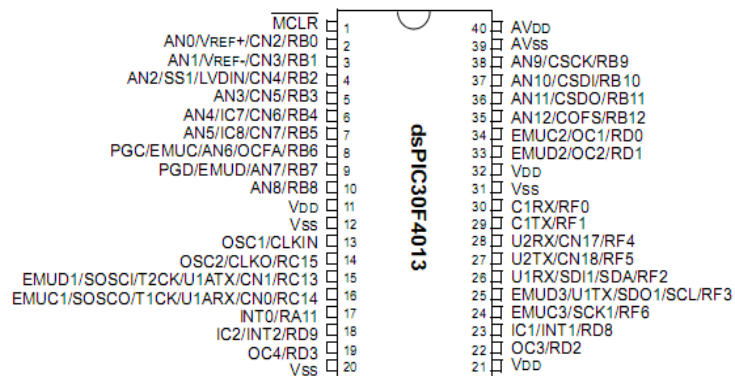 MCLR 1 40 AVDD
AN0/VREF+/CN2/RB0 2 39 AVSS
AN1/VREF-/CN3/RB1 3 38 AN9/CSCK/RB9
AN2/SS1/LVDIN/CN4/RB2 4 37 AN10/CSDI/RB10
AN3/CN5/RB3 5 36 AN11/CSDO/RB11
AN4/IC7/CN6/RB4 6 35 AN12/COFS/RB12
AN5/IC8/CN7/RB5 7 34 EMUC2/OC1/RD0
PGC/EMUC/AN6/OCFA/RB6 8 33 EMUD2/OC2/RD1
PGD/EMUD/AN7/RB7 9 32 VDD
AN8/RB8 10 31 VSS
VDD 11 30 C1RX/RF0
VSS 12 29 C1TX/RF1
OSC1/CLKIN 13 28 U2RX/CN17/RF4
OSC2/CLKO/RC15 14 27 U2TX/CN18/RF5
EMUD1/SOSCI/T2CK/U1ATX/CN1/RC13 15 26 U1RX/SDI1/SDA/RF2
EMUC1/SOSCO/T1CK/U1ARX/CN0/RC14 16 25 EMUD3/U1TX/SDO1/SCL/RF3
INT0/RA11 17 24 EMUC3/SCK1/RF6
IC2/INT2/RD9 18 23 IC1/INT1/RD8
OC4/RD3 19 22 OC3/RD2
VSS 20 21 VDD
dsPIC30F4013